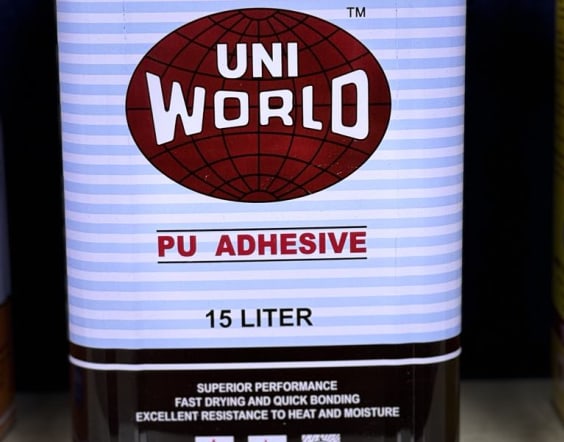 TM
UNI
WORLD
PU ADHESIVE
15 LITER
SUPERIOR PERFORMANCE
FAST DRYING AND QUICK BONDING
EXCELLENT RESISTANCE TO HEAT AND MOISTURE